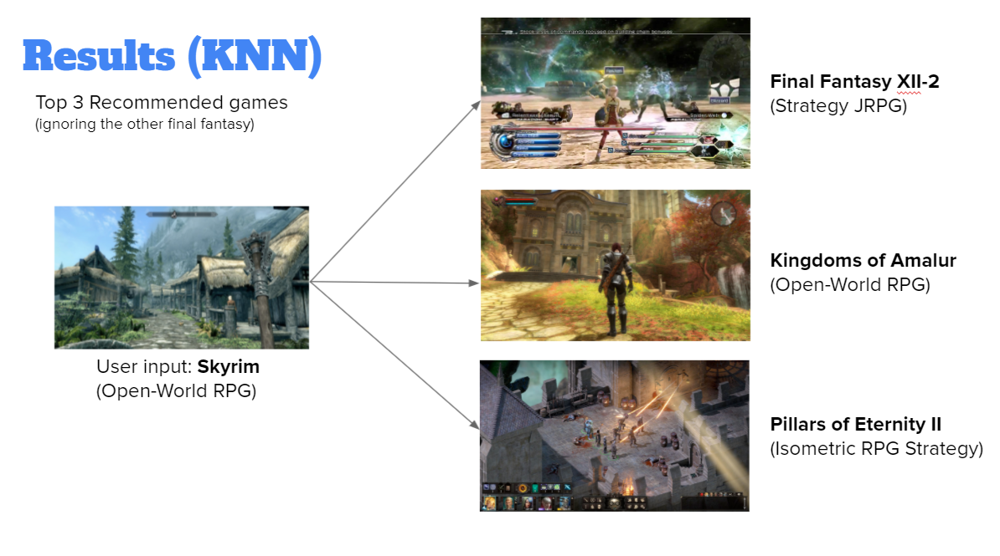 Results (KNN)
Top 3 Recommended games
(ignoring the other final fantasy)
User input: Skyrim
(Open-World RPG)
Final Fantasy XII-2
(Strategy JRPG)
Kingdoms of Amalur
(Open-World RPG)
Pillars of Eternity II
(Isometric RPG Strategy)